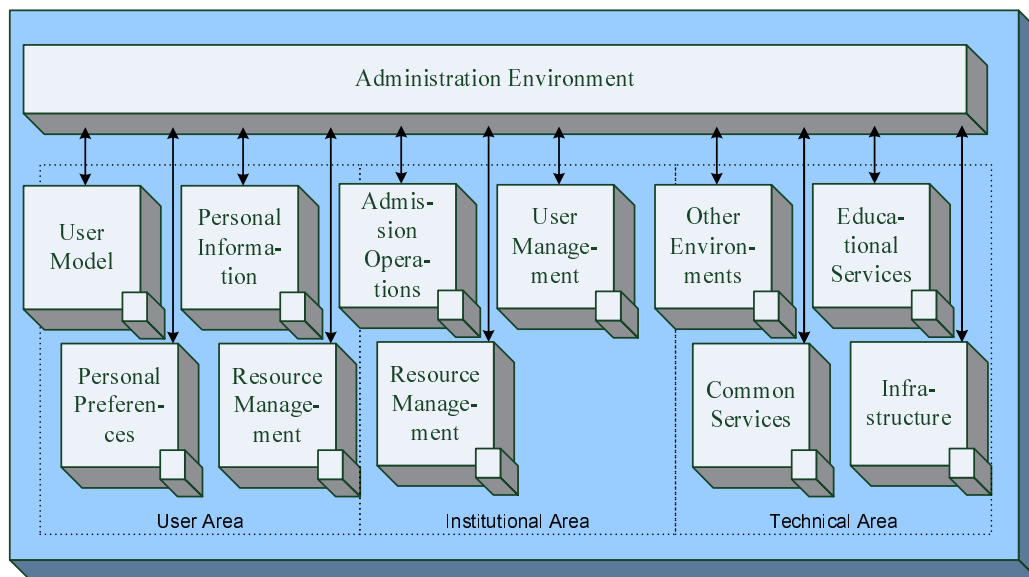 Administration Environment
User
Model
Personal
Informa-
tion
Admis-
sion
Opera-
tions
User
Manage-
ment
Other
Environ-
ments
Educa-
tional
Services
Personal
Preferen-
ces
Resource
Manage-
ment
Resource
Manage-
ment
Common
Services
Infra-
structure
User Area
Institutional Area
Technical Area